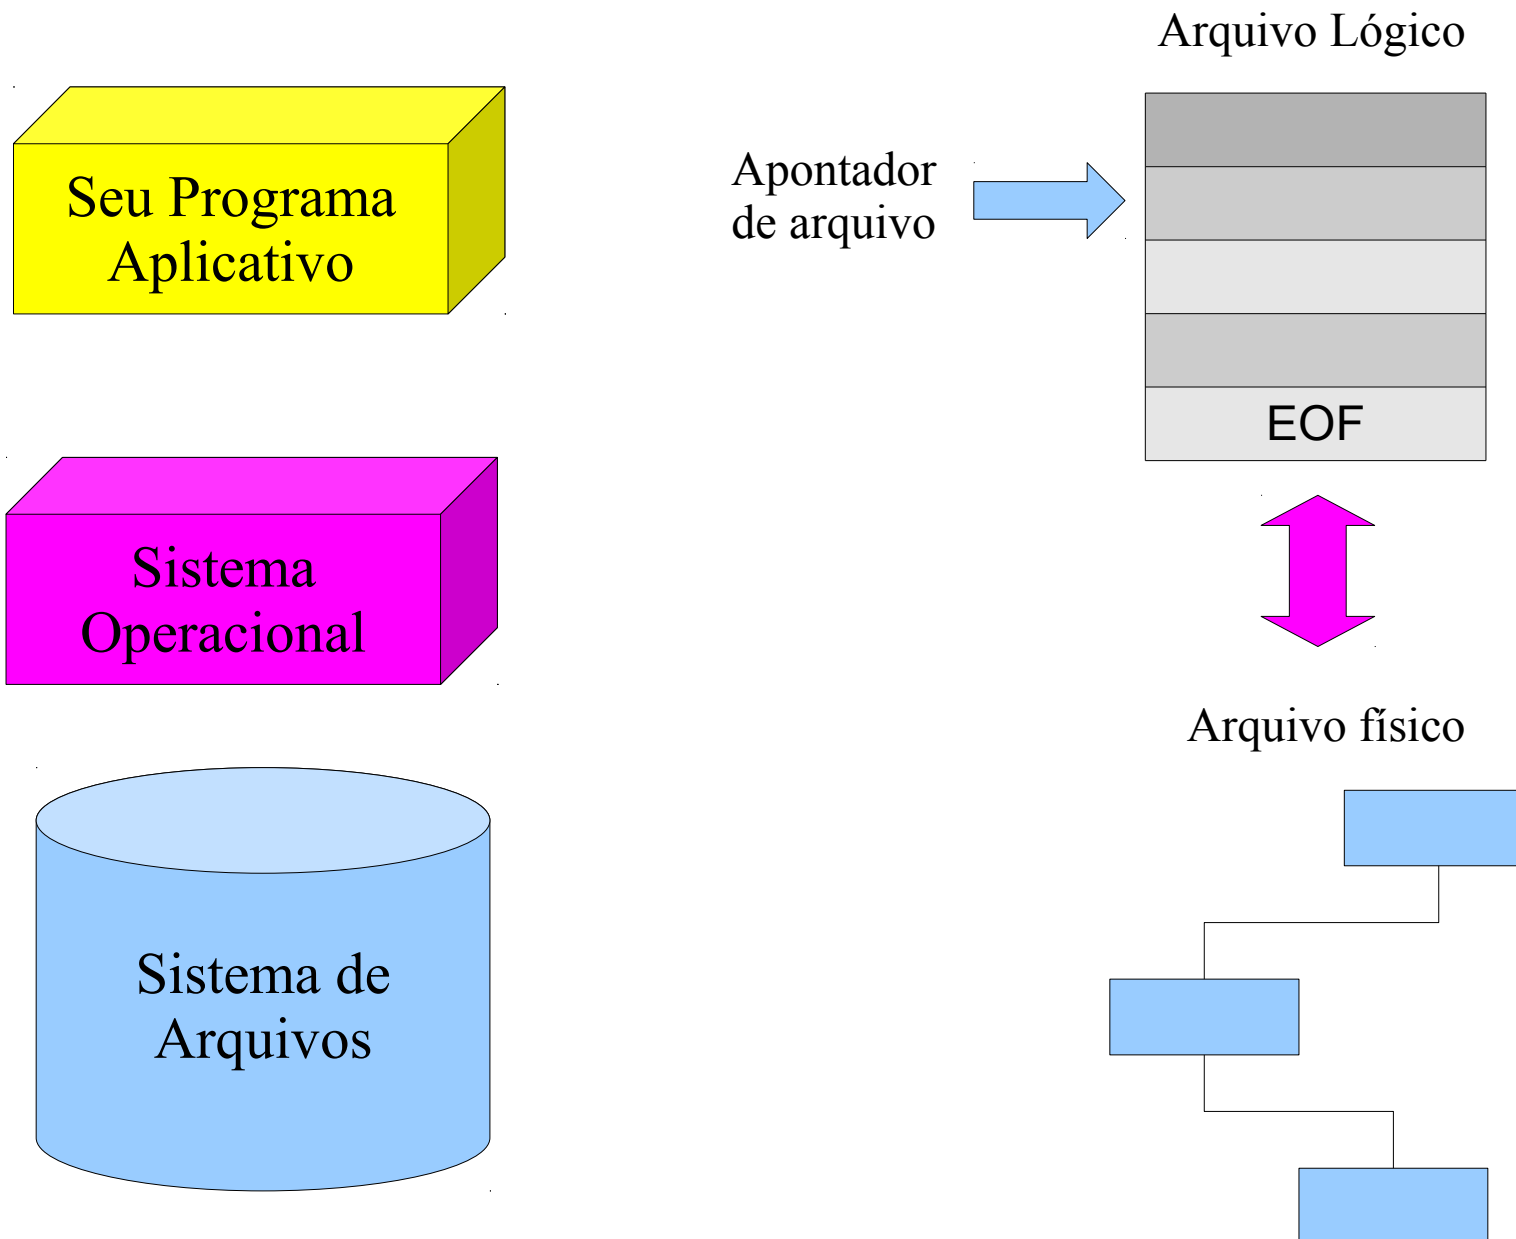 Arquivo Lógico
Seu Programa
Aplicativo
Apontador
de arquivo
EOF
Sistema
Operacional
Arquivo físico
Sistema de
Arquivos